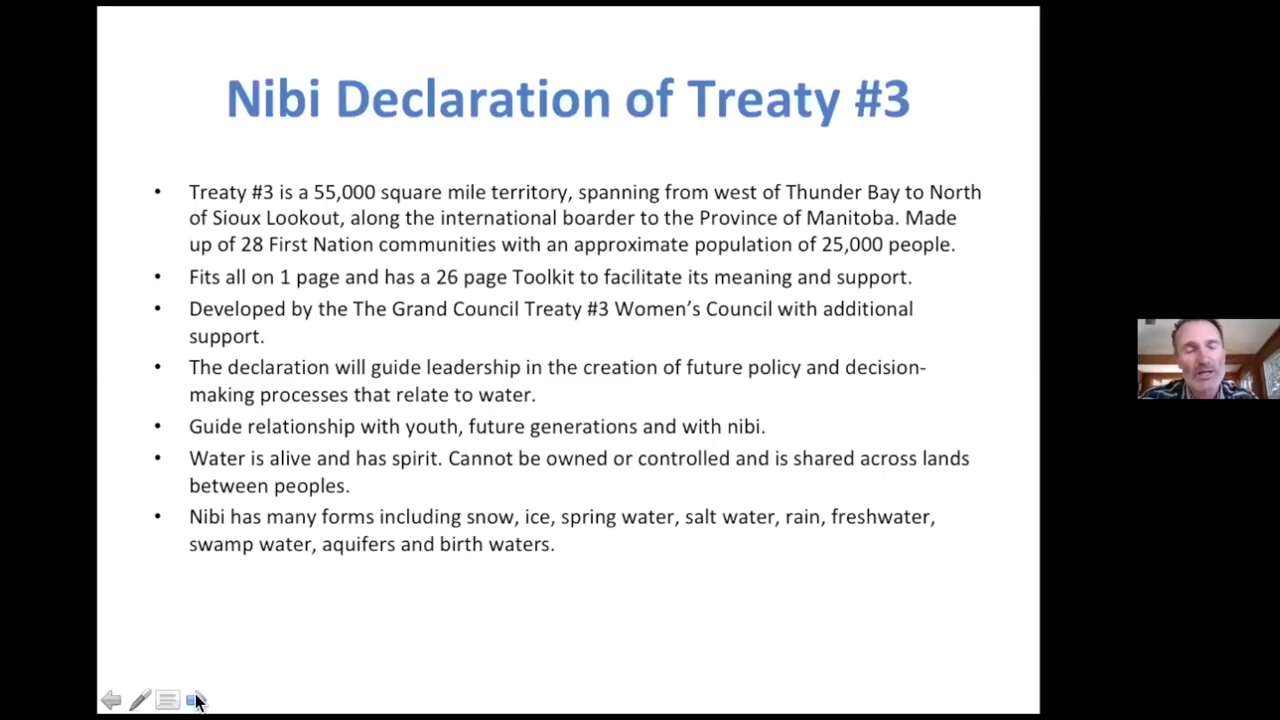 Nibi Declaration of Treaty #3
• Treaty #3 is a 55,000 square mile territory, spanning from west of Thunder Bay to North
of Sioux Lookout, along the international boarder to the Province of Manitoba. Made
up of 28 First Nation communities with an approximate population of 25,000 people.
• Fits all on 1 page and has a 26 page Toolkit to facilitate its meaning and support.
• Developed by the The Grand Council Treaty #3 Women’s Council with additional
support.
• The declaration will guide leadership in the creation of future policy and decision-
making processes that relate to water.
• Guide relationship with youth, future generations and with nibi.
• Water is alive and has spirit. Cannot be owned or controlled and is shared across lands
between peoples.
• Nibi has many forms including snow, ice, spring water, salt water, rain, freshwater,
swamp water, aquifers and birth waters.